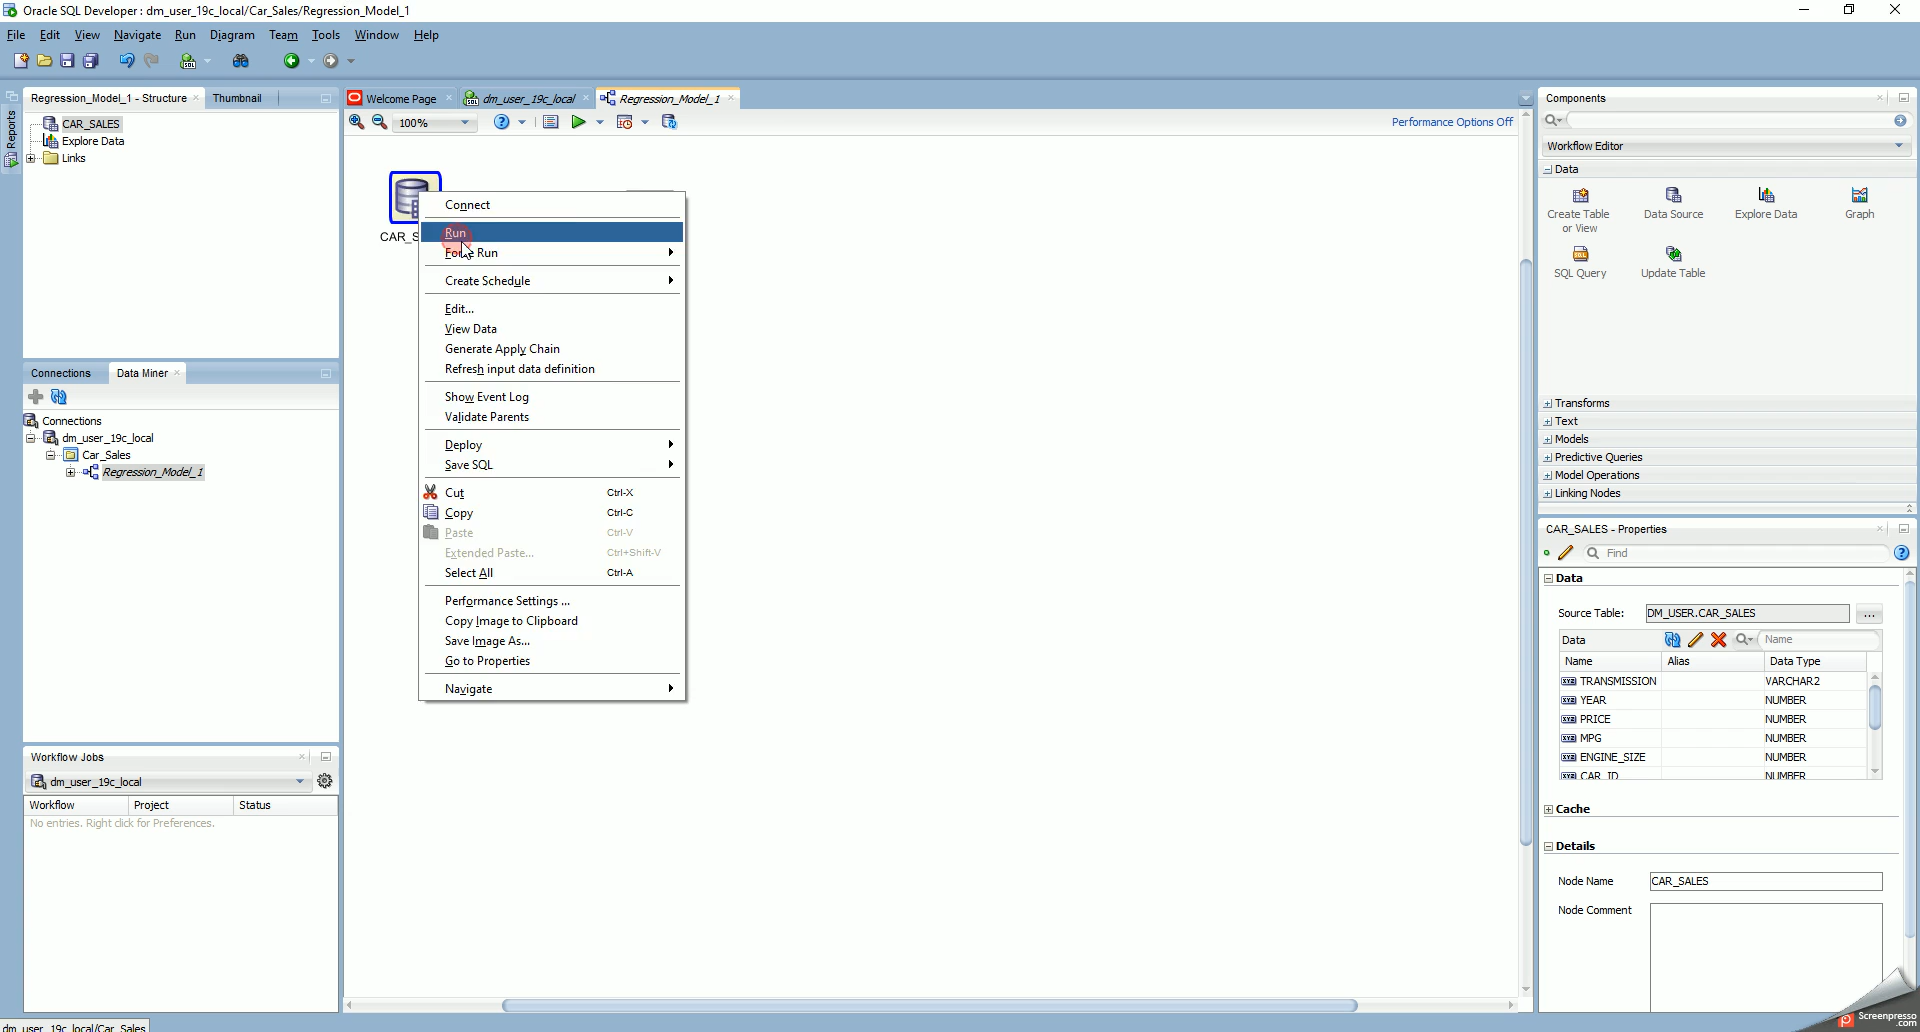 Oracle SQL Developer : dm_user_19c_local/Car_Sales/Regression_Model_1
File Edit View Navigate Run Diagram Team Tools Window Help
Reports
Regression_Model_1 - Structure Thumbnail
CAR_SALES
Explore Data
Links
Connections Data Miner
Connections
dm_user_19c_local
Car_Sales
Regression_Model_1
Workflow Jobs
dm_user_19c_local
Workflow Project Status
No entries. Right click for Preferences.
dm_user_19c_local/Car_Sales
Welcome Page dm_user_19c_local Regression_Model_1
100% Performance Options Off
Connect
Run
Run
Create Schedule
Edit...
View Data
Generate Apply Chain
Refresh input data definition
Show Event Log
Validate Parents
Deploy
Save SQL
Cut Ctrl-X
Copy Ctrl-C
Paste Ctrl-V
Extended Paste... Ctrl+Shift-V
Select All Ctrl-A
Performance Settings ...
Copy Image to Clipboard
Save Image As...
Go to Properties
Navigate
Components
Workflow Editor
Data
Create Table or View
Data Source
Explore Data
Graph
SQL Query
Update Table
Transforms
Text
Models
Predictive Queries
Model Operations
Linking Nodes
CAR_SALES - Properties
Find
Data
Source Table: DM_USER.CAR_SALES ...
Data Name
Name Alias Data Type
TRANSMISSION VARCHAR2
YEAR NUMBER
PRICE NUMBER
MPG NUMBER
ENGINE_SIZE NUMBER
CAR_ID NUMBER
Cache
Details
Node Name CAR_SALES
Node Comment
Screenpresso
.com